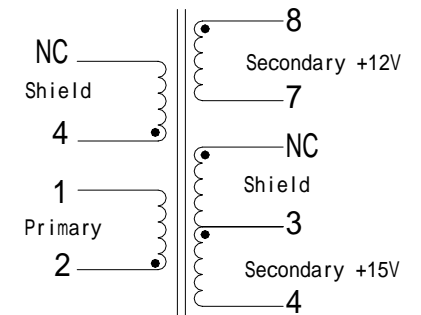 NC
Shield
4
1
Primary
2
8
Secondary +12V
7
NC
Shield
3
Secondary +15V
4